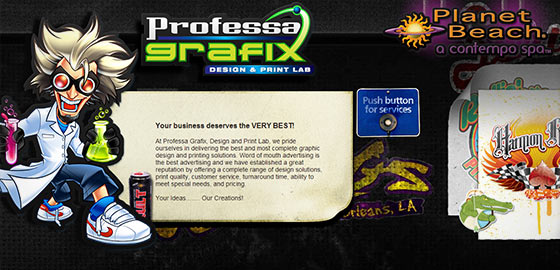 Professa
grafix
DESIGN & PRINT LAB
Planet
Beach
a contempo spa
Push button
for services
Your business deserves the VERY BEST!
At Professa Grafix, Design and Print Lab, we pride
ourselves in delivering the best and most complete graphic
design and printing solutions. Word of mouth advertising is
the best advertising and we have established a great
reputation by offering a complete range of design solutions,
print quality, customer service, turnaround time, ability to
meet special needs, and pricing.
Your Ideas........ Our Creations!!
Orleans, LA